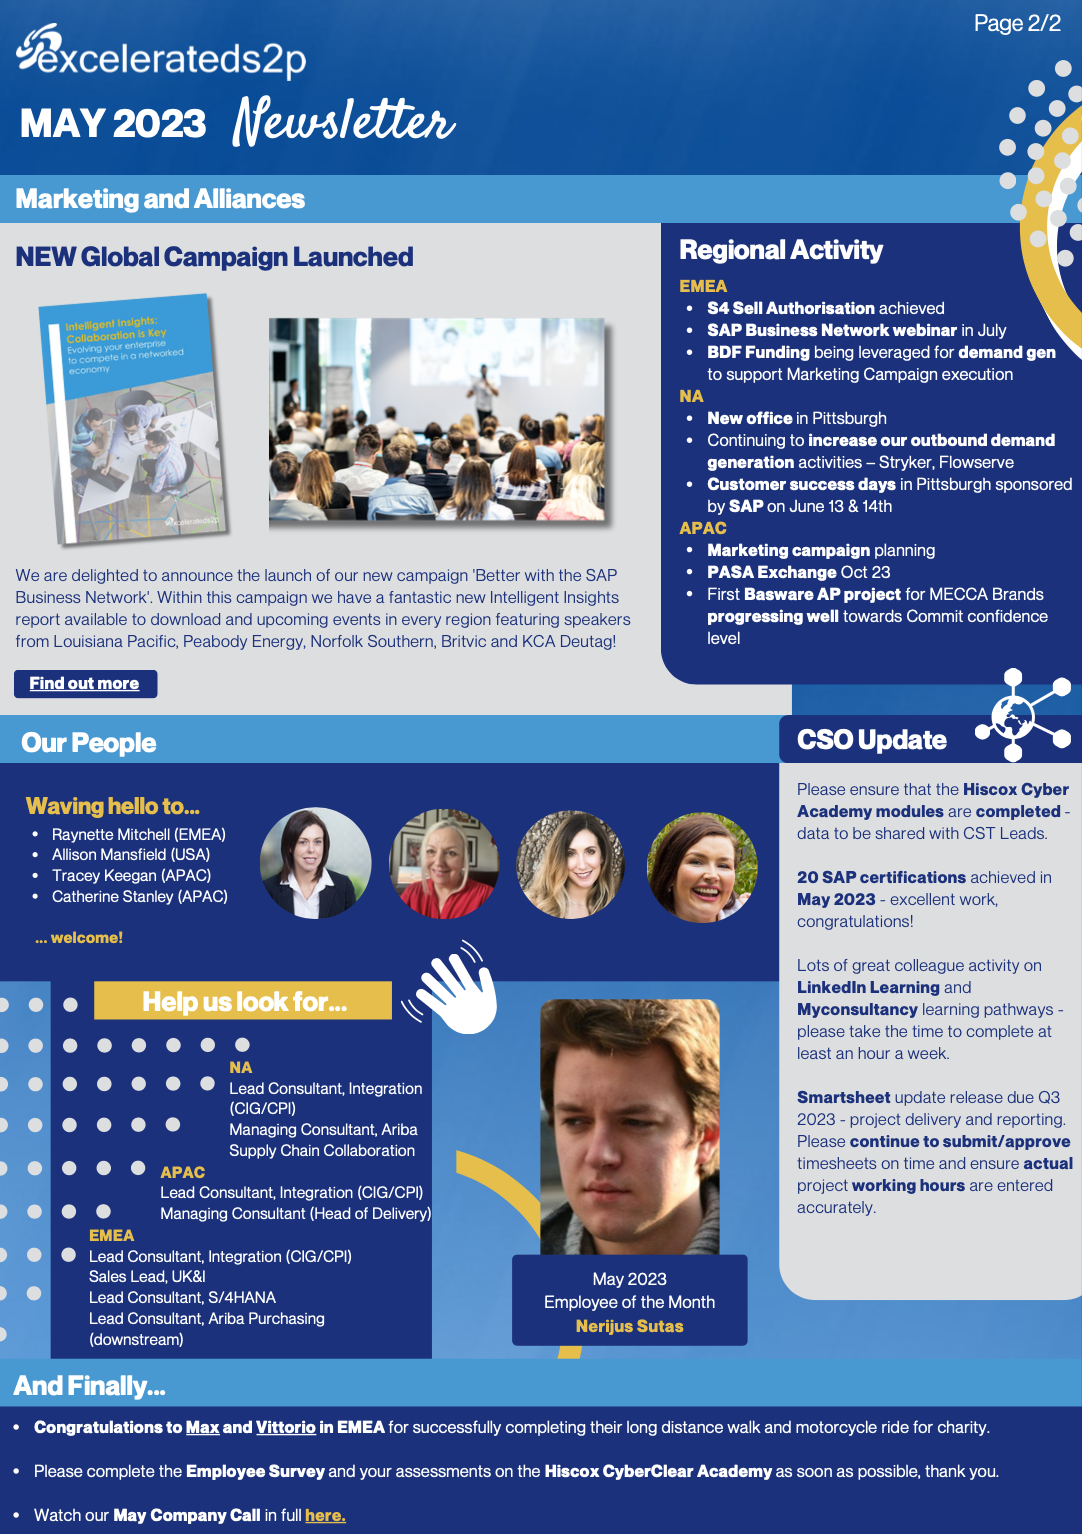 Page 2/2
excelerateds2p
MAY 2023 Newsletter
Marketing and Alliances
NEW Global Campaign Launched
Intelligent Insights:
Collaboration is Key
Evolving your enterprise
to compete in a networked
economy
excelerateds2p
We are delighted to announce the launch of our new campaign 'Better with the SAP
Business Network'. Within this campaign we have a fantastic new Intelligent Insights
report available to download and upcoming events in every region featuring speakers
from Louisiana Pacific, Peabody Energy, Norfolk Southern, Britvic and KCA Deutag!
Find out more
Regional Activity
EMEA
• S4 Sell Authorisation achieved
• SAP Business Network webinar in July
• BDF Funding being leveraged for demand gen
to support Marketing Campaign execution
NA
• New office in Pittsburgh
• Continuing to increase our outbound demand
generation activities – Stryker, Flowserve
• Customer success days in Pittsburgh sponsored
by SAP on June 13 & 14th
APAC
• Marketing campaign planning
• PASA Exchange Oct 23
• First Basware AP project for MECCA Brands
progressing well towards Commit confidence
level
Our People
Waving hello to...
• Raynette Mitchell (EMEA)
• Allison Mansfield (USA)
• Tracey Keegan (APAC)
• Catherine Stanley (APAC)
... welcome!
Help us look for...
NA
Lead Consultant, Integration
(CIG/CPI)
Managing Consultant, Ariba
Supply Chain Collaboration
APAC
Lead Consultant, Integration (CIG/CPI)
Managing Consultant (Head of Delivery)
EMEA
Lead Consultant, Integration (CIG/CPI)
Sales Lead, UK&I
Lead Consultant, S/4HANA
Lead Consultant, Ariba Purchasing
(downstream)
May 2023
Employee of the Month
Nerijus Sutas
CSO Update
Please ensure that the Hiscox Cyber
Academy modules are completed -
data to be shared with CST Leads.
20 SAP certifications achieved in
May 2023 - excellent work,
congratulations!
Lots of great colleague activity on
LinkedIn Learning and
Myconsultancy learning pathways -
please take the time to complete at
least an hour a week.
Smartsheet update release due Q3
2023 - project delivery and reporting.
Please continue to submit/approve
timesheets on time and ensure actual
project working hours are entered
accurately.
And Finally...
• Congratulations to Max and Vittorio in EMEA for successfully completing their long distance walk and motorcycle ride for charity.
• Please complete the Employee Survey and your assessments on the Hiscox CyberClear Academy as soon as possible, thank you.
• Watch our May Company Call in full here.